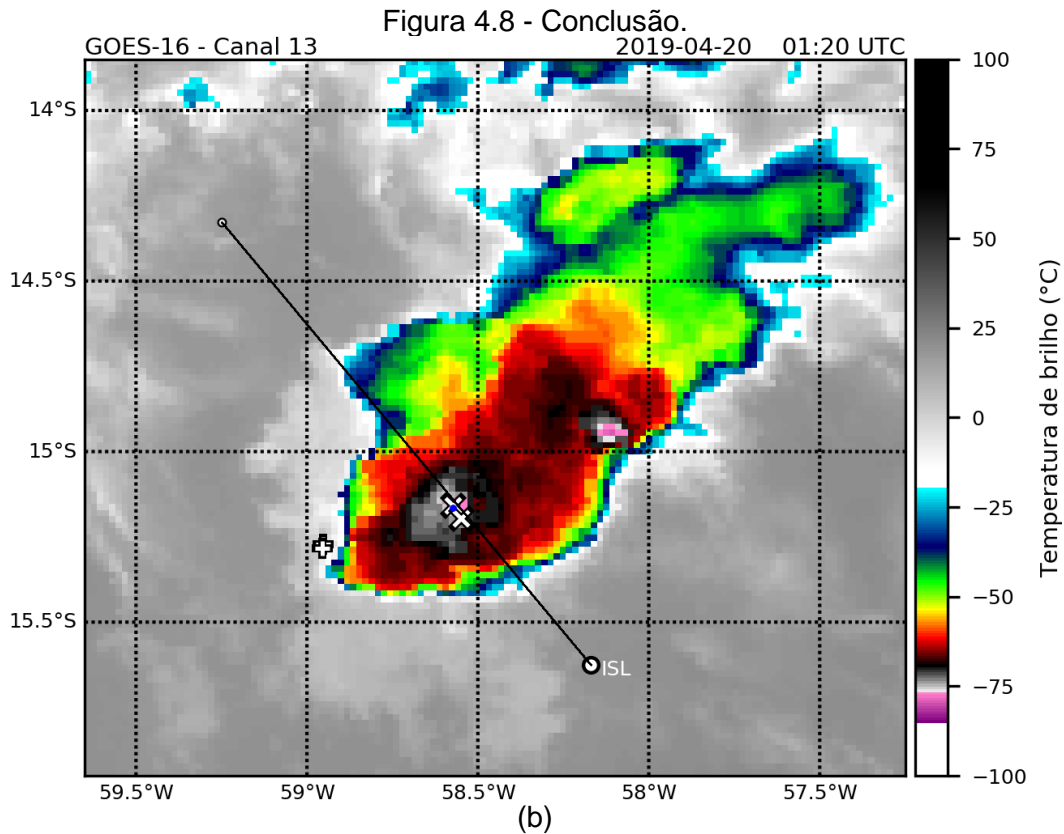 Figura 4.8 - Conclusão.
GOES-16 - Canal 13 2019-04-20 01:20 UTC
14°S
14.5°S
15°S
15.5°S
ISL
59.5°W 59°W 58.5°W 58°W 57.5°W
100
75
50
25
0
−25
−50
−75
−100
Temperatura de brilho (°C)
(b)